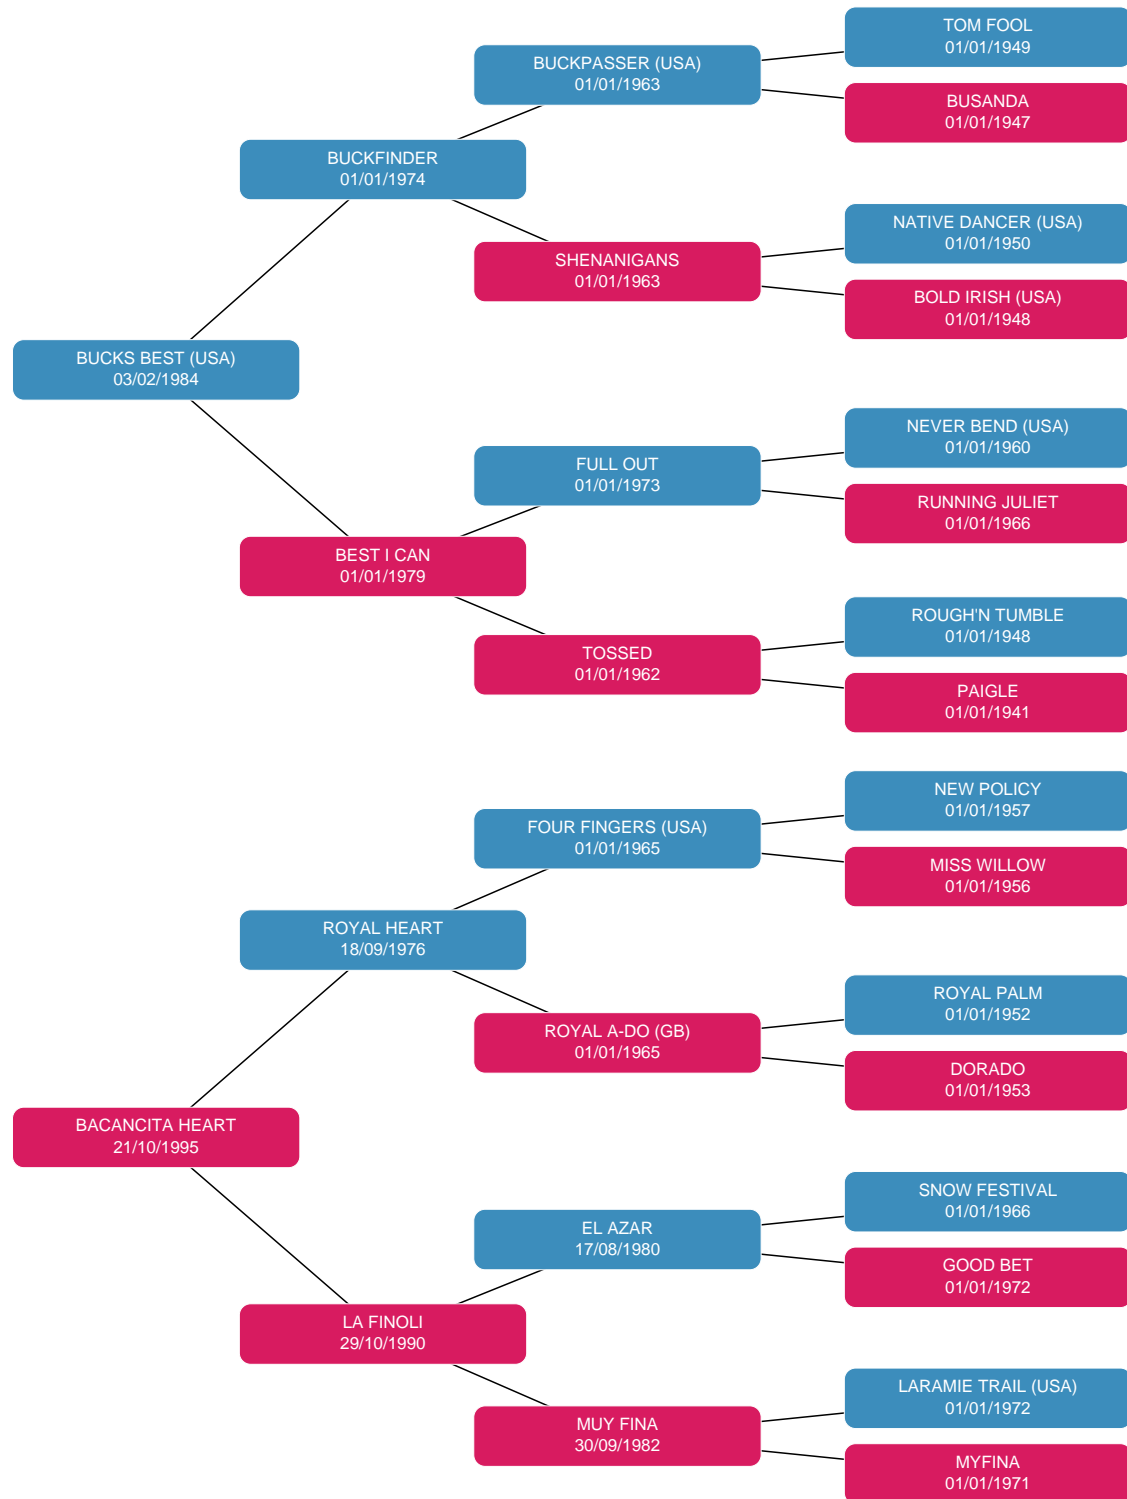 TOM FOOL
01/01/1949
BUCKPASSER (USA)
01/01/1963
BUSANDA
01/01/1947
BUCKFINDER
01/01/1974
NATIVE DANCER (USA)
01/01/1950
SHENANIGANS
01/01/1963
BOLD IRISH (USA)
01/01/1948
BUCKS BEST (USA)
03/02/1984
NEVER BEND (USA)
01/01/1960
FULL OUT
01/01/1973
RUNNING JULIET
01/01/1966
BEST I CAN
01/01/1979
ROUGH'N TUMBLE
01/01/1948
TOSSED
01/01/1962
PAIGLE
01/01/1941
NEW POLICY
01/01/1957
FOUR FINGERS (USA)
01/01/1965
MISS WILLOW
01/01/1956
ROYAL HEART
18/09/1976
ROYAL PALM
01/01/1952
ROYAL A-DO (GB)
01/01/1965
DORADO
01/01/1953
BACANCITA HEART
21/10/1995
SNOW FESTIVAL
01/01/1966
EL AZAR
17/08/1980
GOOD BET
01/01/1972
LA FINOLI
29/10/1990
LARAMIE TRAIL (USA)
01/01/1972
MUY FINA
30/09/1982
MYFINA
01/01/1971